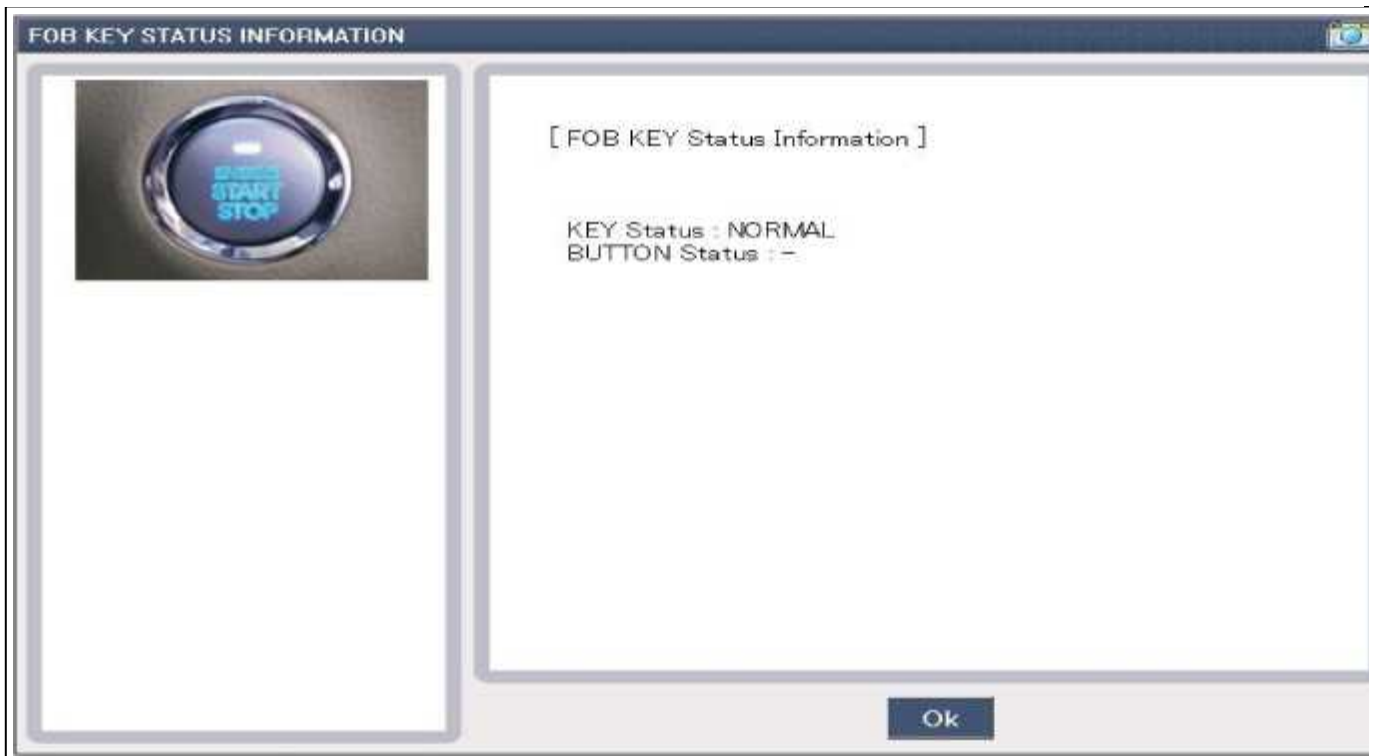 FOB KEY STATUS INFORMATION
START
STOP
[ FOB KEY Status Information ]
KEY Status : NORMAL
BUTTON Status : -
Ok